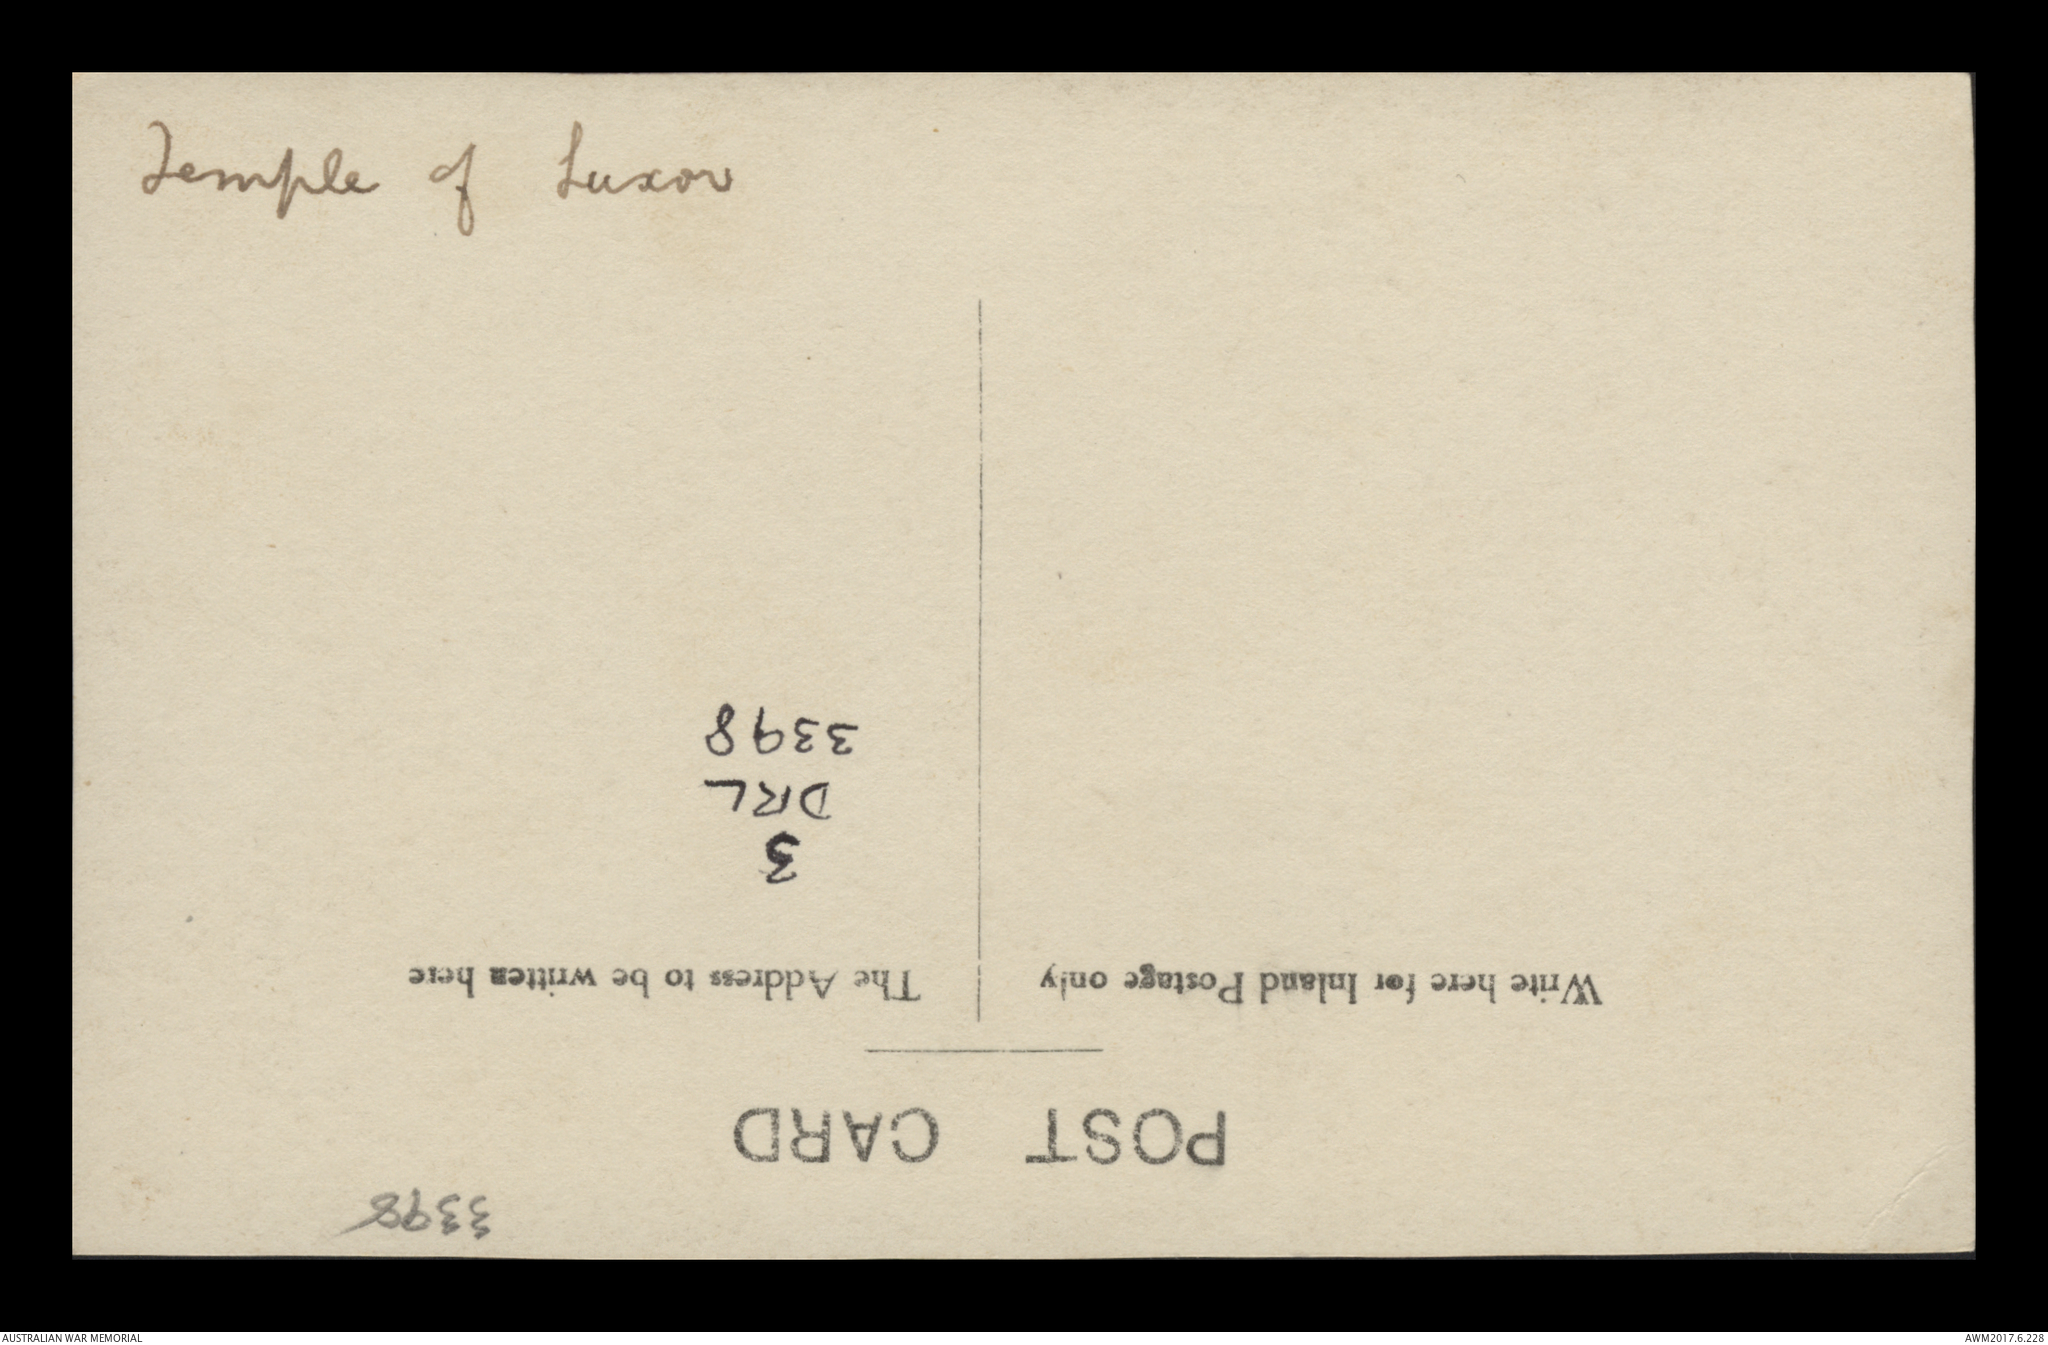 Temple of Luxor
3398
POST CARD
Write here for Inland Postage only
The Address to be written here
3
DRL
3398
AUSTRALIAN WAR MEMORIAL
AWM2017.6.228